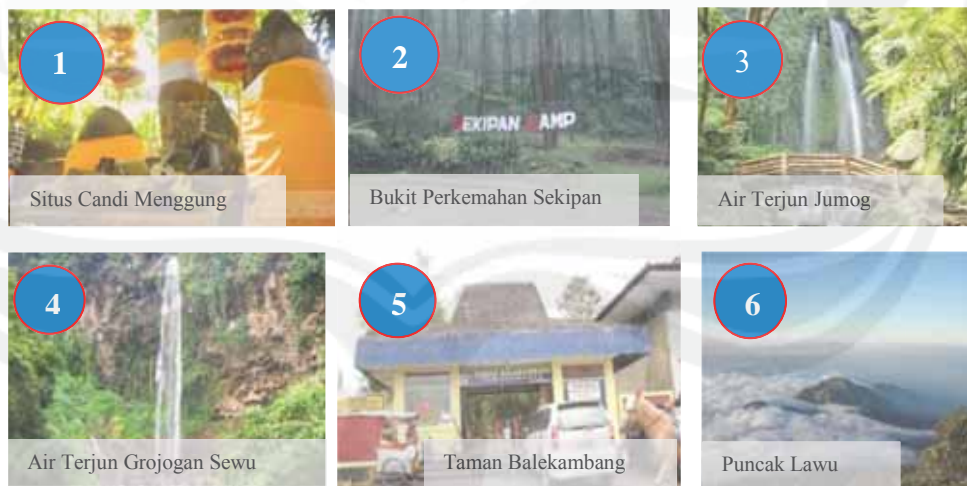 1
Situs Candi Menggung
2
SEKIPAN CAMP
Bukit Perkemahan Sekipan
3
Air Terjun Jumog
4
Air Terjun Grojogan Sewu
5
Taman Balekambang
6
Puncak Lawu